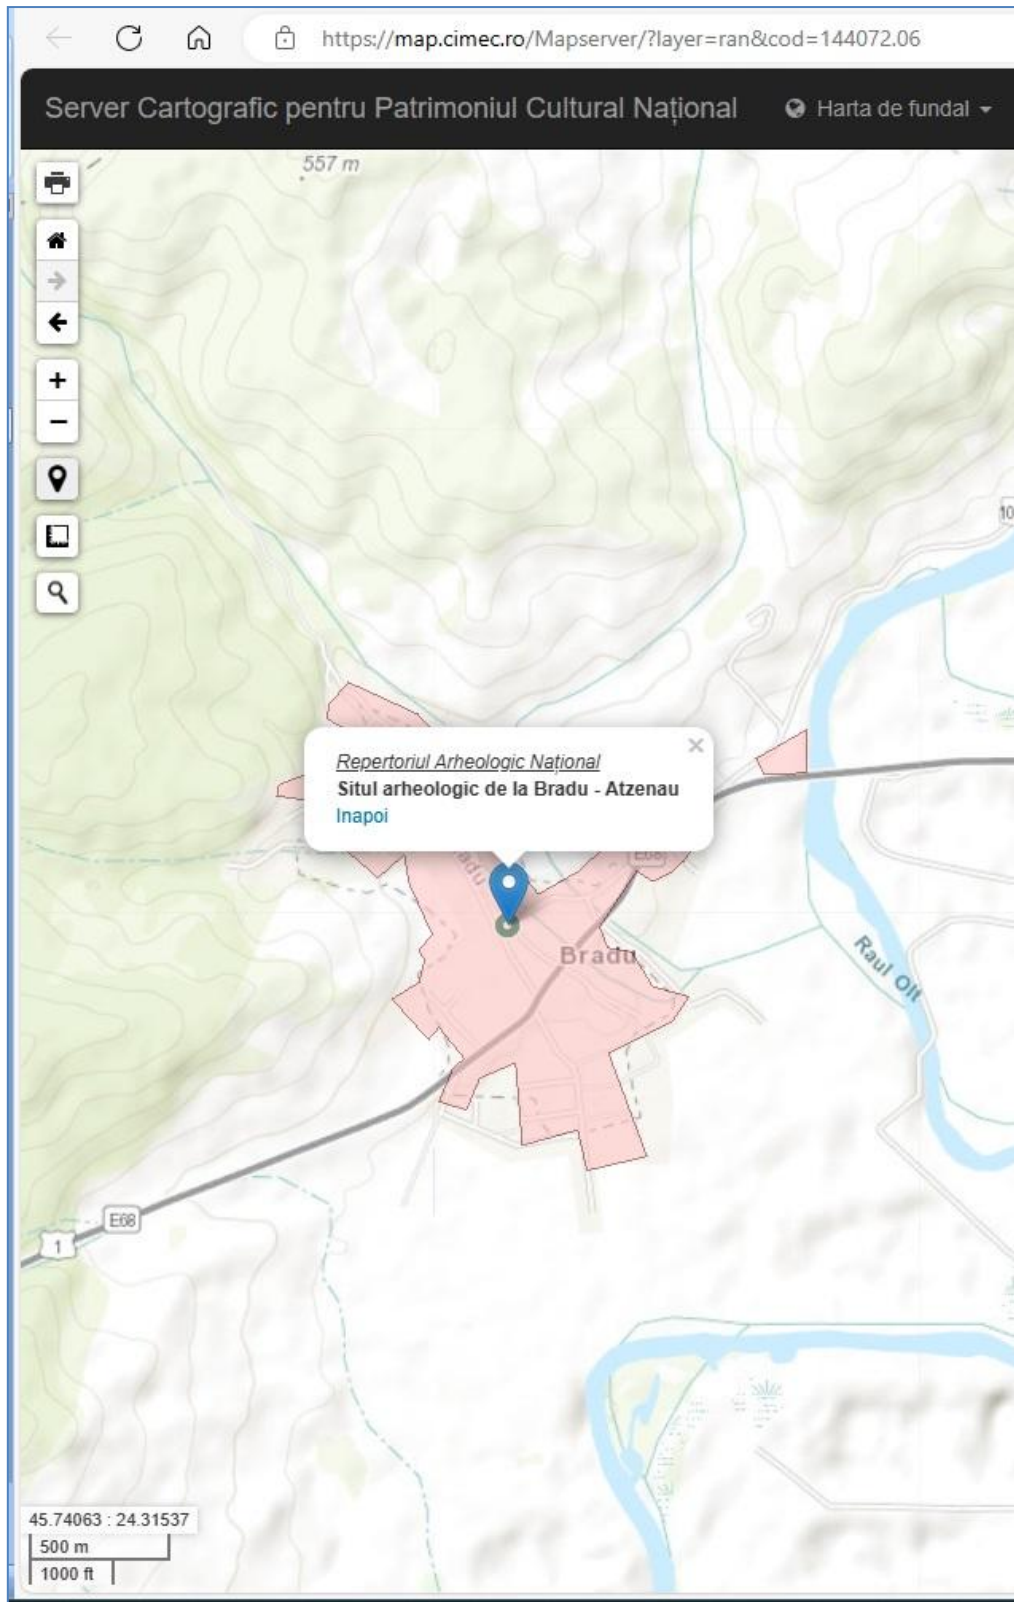 https://map.cimec.ro/Mapserver/?layer=ran&cod=144072.06
Server Cartografic pentru Patrimoniul Cultural Național
Harta de fundal
557 m
10
Repertoriul Arheologic Național
Situl arheologic de la Bradu - Atzenau
Inapoi
E68
Bradu
Raul Olt
E68
1
45.74063 : 24.31537
500 m
1000 ft